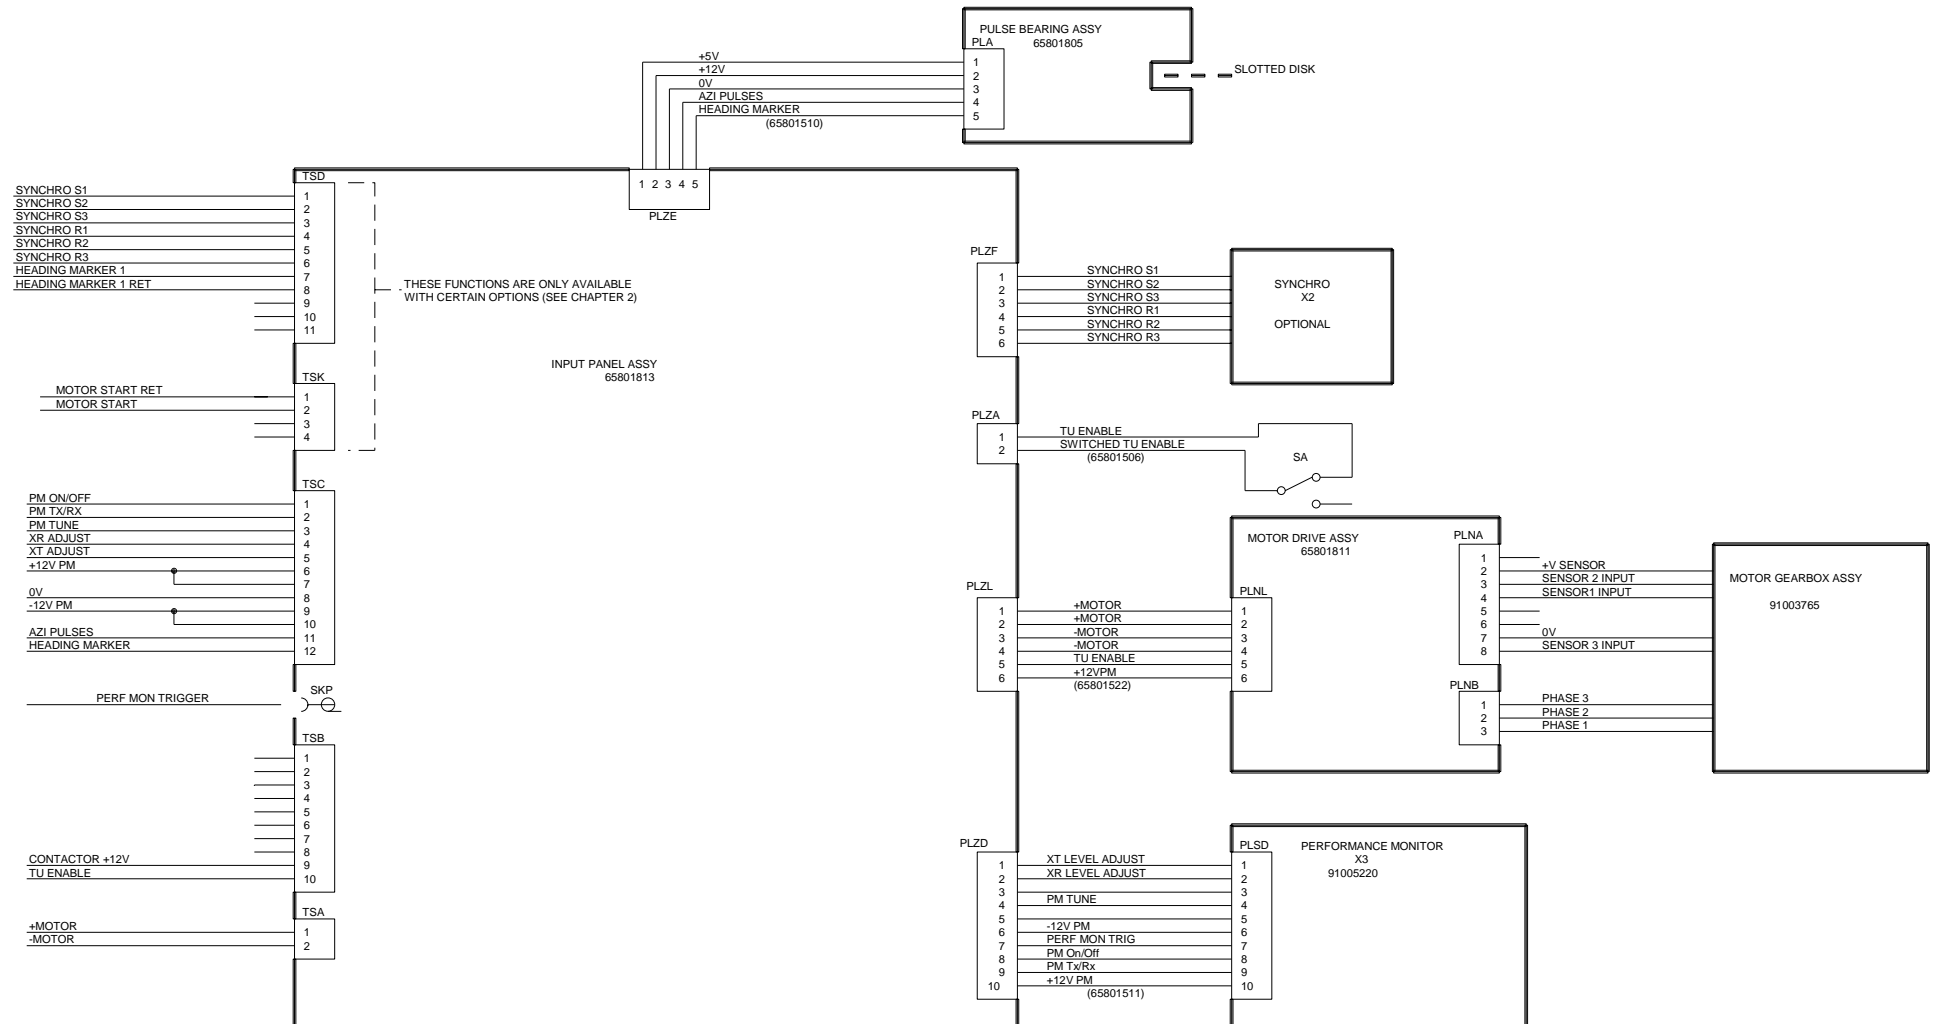 PULSE BEARING ASSY
65801805
PLA
1
2
3
4
5
+5V
+12V
0V
AZI PULSES
HEADING MARKER
(65801510)
SLOTTED DISK
1 2 3 4 5
PLZE
TSD
SYNCHRO S1
SYNCHRO S2
SYNCHRO S3
SYNCHRO R1
SYNCHRO R2
SYNCHRO R3
HEADING MARKER 1
HEADING MARKER 1 RET
1
2
3
4
5
6
7
8
9
10
11
THESE FUNCTIONS ARE ONLY AVAILABLE
WITH CERTAIN OPTIONS (SEE CHAPTER 2)
INPUT PANEL ASSY
65801813
TSK
MOTOR START RET
MOTOR START
1
2
3
4
TSC
PM ON/OFF
PM TX/RX
PM TUNE
XR ADJUST
XT ADJUST
+12V PM
0V
-12V PM
AZI PULSES
HEADING MARKER
1
2
3
4
5
6
7
8
9
10
11
12
PERF MON TRIGGER
SKP
TSB
1
2
3
4
5
6
7
8
9
10
CONTACTOR +12V
TU ENABLE
TSA
+MOTOR
-MOTOR
1
2
PLZF
1
2
3
4
5
6
SYNCHRO S1
SYNCHRO S2
SYNCHRO S3
SYNCHRO R1
SYNCHRO R2
SYNCHRO R3
SYNCHRO
X2
OPTIONAL
PLZA
1
2
TU ENABLE
SWITCHED TU ENABLE
(65801506)
SA
PLZL
1
2
3
4
5
6
+MOTOR
+MOTOR
-MOTOR
-MOTOR
TU ENABLE
+12VPM
(65801522)
MOTOR DRIVE ASSY
65801811
PLNL
1
2
3
4
5
6
PLNA
1
2
3
4
5
6
7
8
+V SENSOR
SENSOR 2 INPUT
SENSOR1 INPUT
0V
SENSOR 3 INPUT
PLNB
1
2
3
PHASE 3
PHASE 2
PHASE 1
MOTOR GEARBOX ASSY
91003765
PLZD
1
2
3
4
5
6
7
8
9
10
XT LEVEL ADJUST
XR LEVEL ADJUST
PM TUNE
-12V PM
PERF MON TRIG
PM On/Off
PM Tx/Rx
+12V PM
(65801511)
PLSD
1
2
3
4
5
6
7
8
9
10
PERFORMANCE MONITOR
X3
91005220